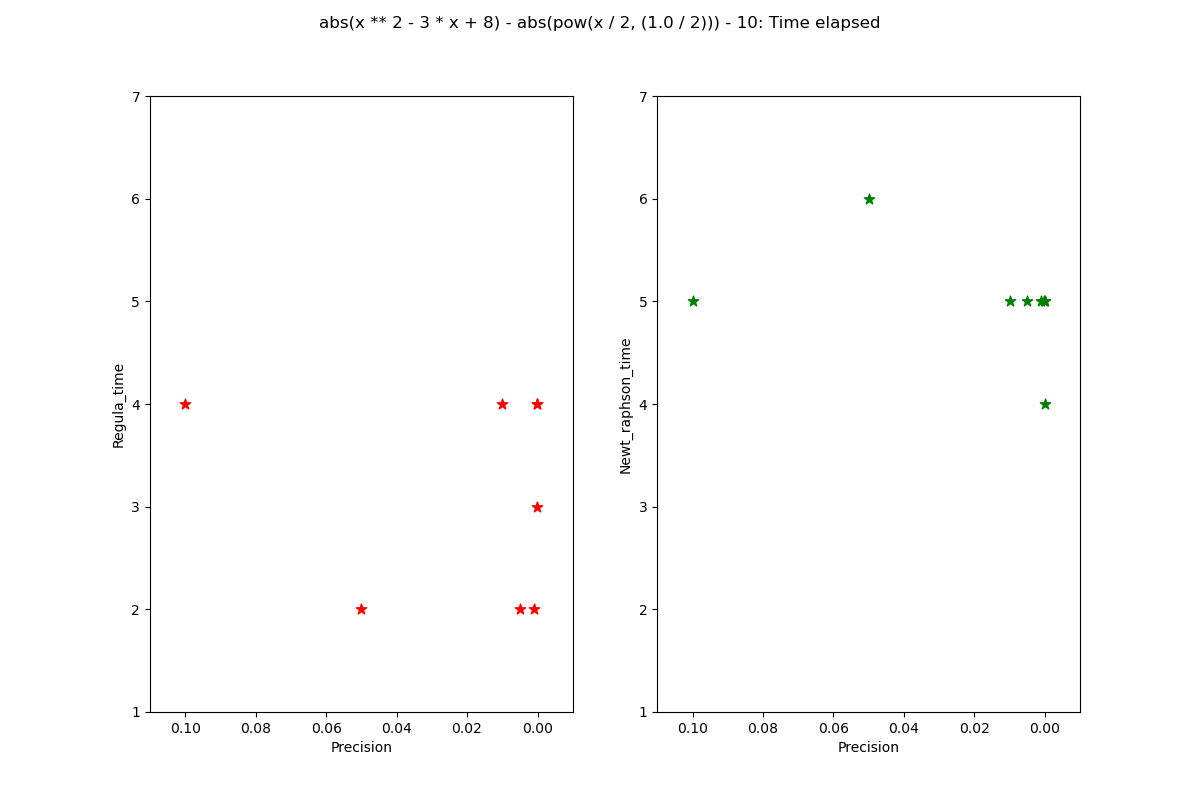 abs(x ** 2 - 3 * x + 8) - abs(pow(x / 2, (1.0 / 2))) - 10: Time elapsed
7
6
5
4
3
2
1
Regula_time
0.10 0.08 0.06 0.04 0.02 0.00
Precision
7
6
5
4
3
2
1
Newt_raphson_time
0.10 0.08 0.06 0.04 0.02 0.00
Precision